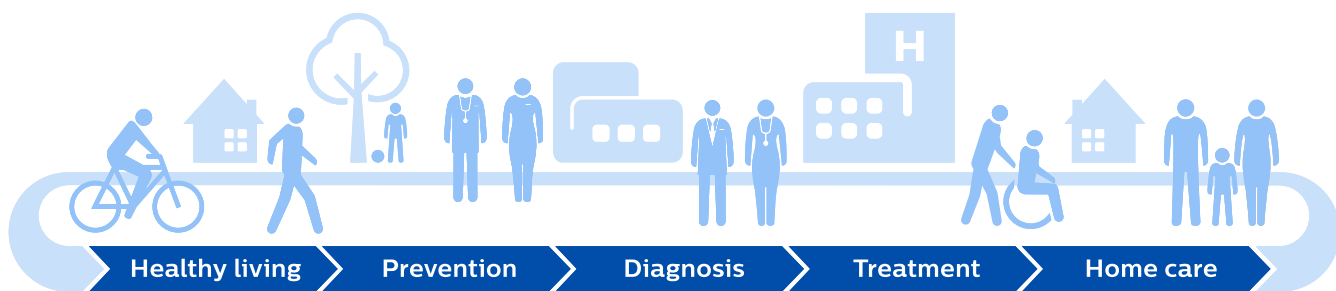 H
Healthy living
Prevention
Diagnosis
Treatment
Home care